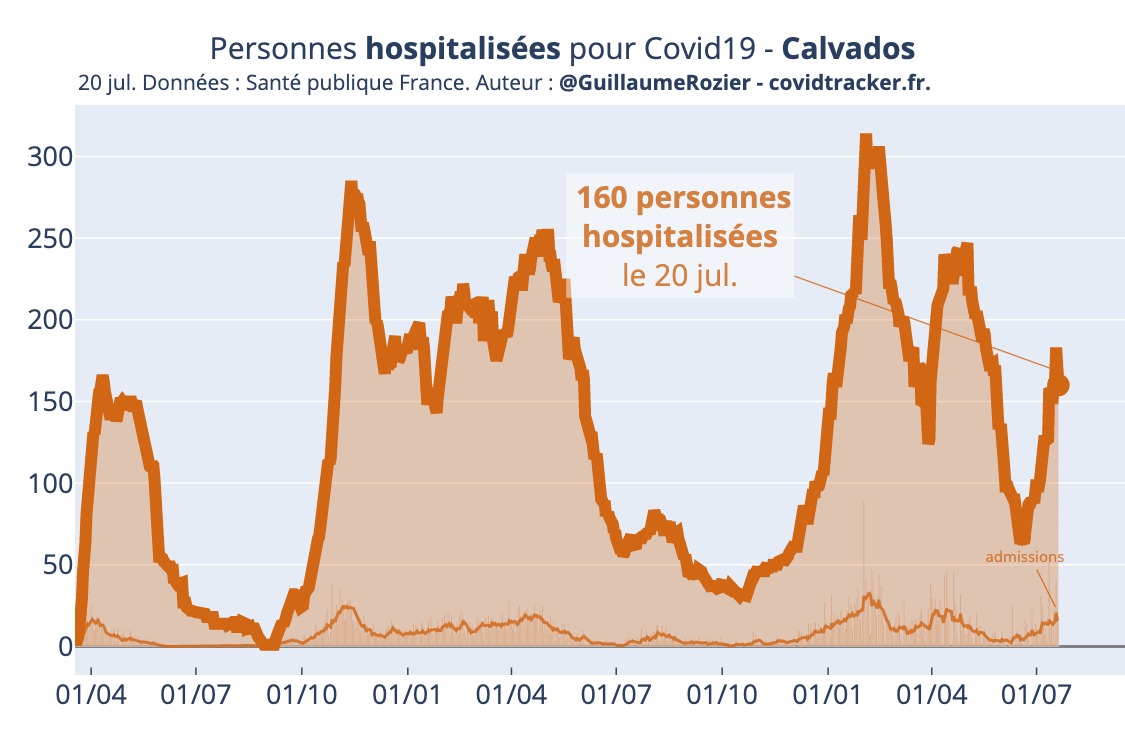 Personnes hospitalisées pour Covid19 - Calvados
20 jul. Données : Santé publique France. Auteur : @GuillaumeRozier - covidtracker.fr.
300
250
200
150
100
50
0
160 personnes
hospitalisées
le 20 jul.
admissions
01/04 01/07 01/10 01/01 01/04 01/07 01/10 01/01 01/04 01/07